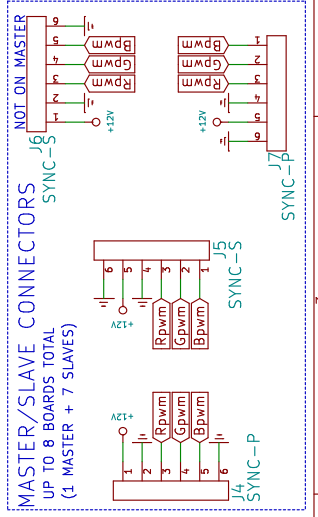 MASTER/SLAVE CONNECTORS
UP TO 8 BOARDS TOTAL
(1 MASTER + 7 SLAVES)
NOT ON MASTER
J6
SYNC-S
6
5 Bpwm
4 Gpwm
3 Rpwm
2
1 +12V
J7
SYNC-P
1 Bpwm
2 Gpwm
3 Rpwm
4
5 +12V
6
J5
SYNC-S
6 5 4 3 2 1
+12V
Rpwm
Gpwm
Bpwm
J4
SYNC-P
+12V
Rpwm
Gpwm
Bpwm
1 2 3 4 5 6